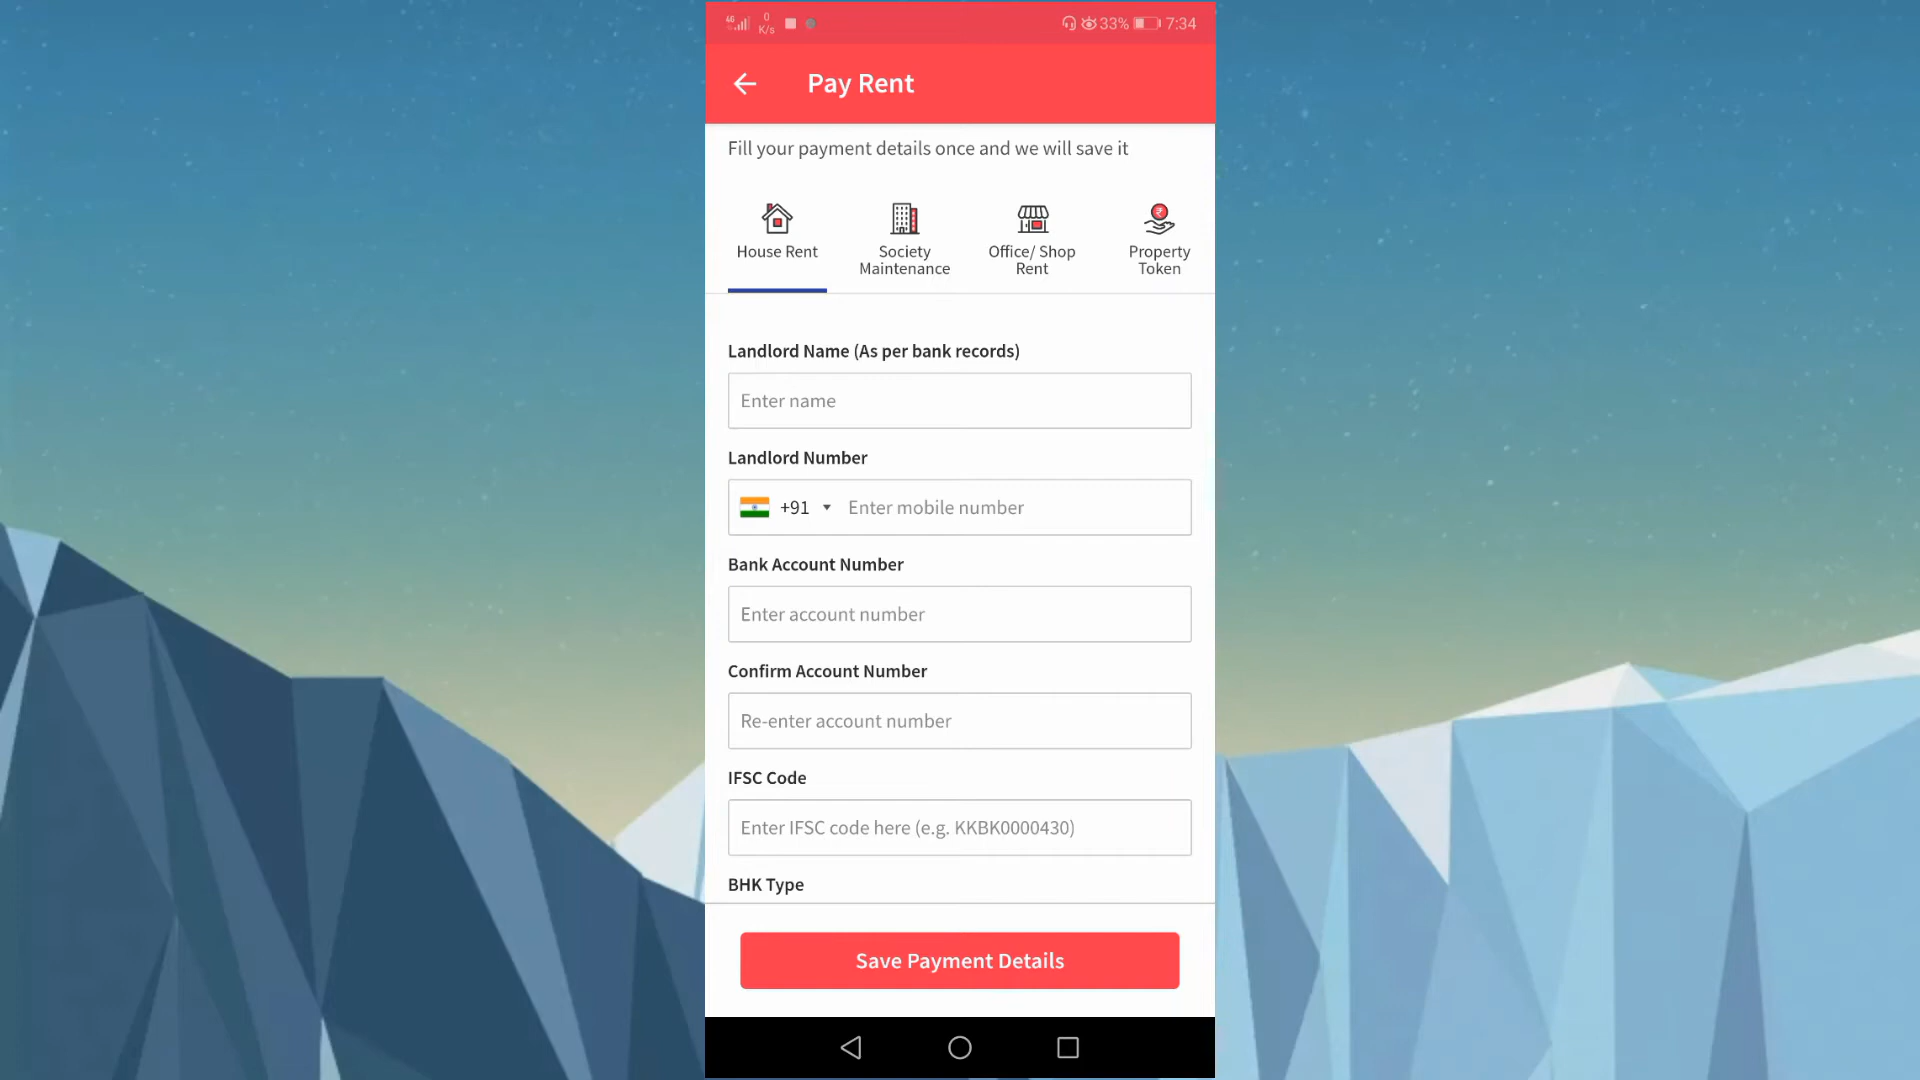 4G
0
K/s
33%
7:34
Pay Rent
Fill your payment details once and we will save it
House Rent
Society
Maintenance
Office/ Shop
Rent
Property
Token
Landlord Name (As per bank records)
Enter name
Landlord Number
+91
Enter mobile number
Bank Account Number
Enter account number
Confirm Account Number
Re-enter account number
IFSC Code
Enter IFSC code here (e.g. KKBK0000430)
BHK Type
Save Payment Details